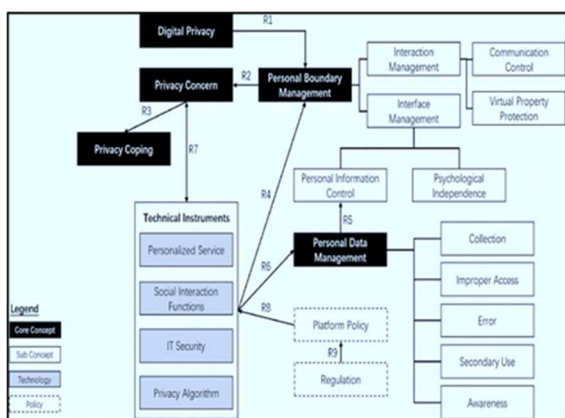 Digital Privacy
R1
Privacy Concern
R2
Personal Boundary
Management
Interaction
Management
Communication
Control
Interface
Management
Virtual Property
Protection
R3
Privacy Coping
R7
R4
Personal Information
Control
Psychological
Independence
Technical Instruments
R5
Personalized Service
Personal Data
Management
Collection
R6
Social Interaction
Functions
Improper Access
R8
Platform Policy
Error
IT Security
R9
Regulation
Secondary Use
Privacy Algorithm
Awareness
Legend
Core Concept
Sub Concept
Technology
Policy